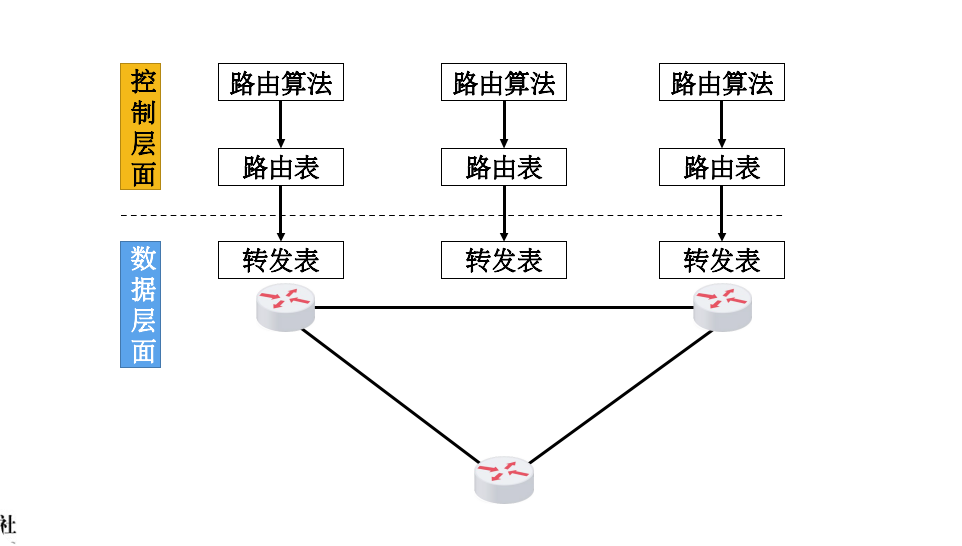 控制层面
路由算法 路由算法 路由算法
路由表 路由表 路由表
数据层面
转发表 转发表 转发表
社